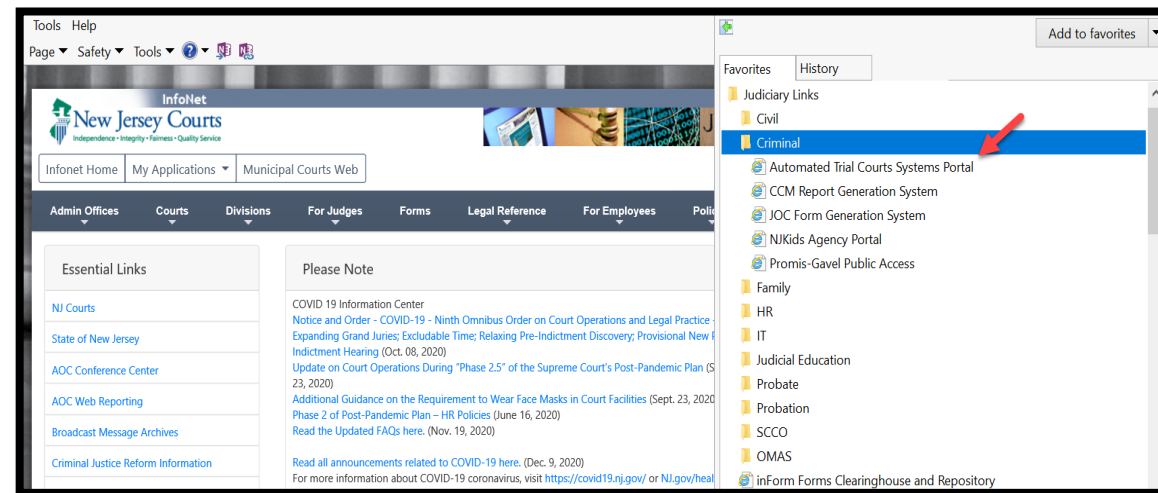 Tools Help
Page Safety Tools
InfoNet
New Jersey Courts
Independence • Integrity • Fairness • Quality Service
J
Infonet Home My Applications Municipal Courts Web
Admin Offices Courts Divisions For Judges Forms Legal Reference For Employees Polic
Essential Links
NJ Courts
State of New Jersey
AOC Conference Center
AOC Web Reporting
Broadcast Message Archives
Criminal Justice Reform Information
Please Note
COVID 19 Information Center
Notice and Order - COVID-19 - Ninth Omnibus Order on Court Operations and Legal Practice -
Expanding Grand Juries; Excludable Time; Relaxing Pre-Indictment Discovery; Provisional New P
Indictment Hearing (Oct. 08, 2020)
Update on Court Operations During "Phase 2.5" of the Supreme Court's Post-Pandemic Plan (S
23, 2020)
Additional Guidance on the Requirement to Wear Face Masks in Court Facilities (Sept. 23, 2020
Phase 2 of Post-Pandemic Plan – HR Policies (June 16, 2020)
Read the Updated FAQs here. (Nov. 19, 2020)
Read all announcements related to COVID-19 here. (Dec. 9, 2020)
For more information about COVID-19 coronavirus, visit https://covid19.nj.gov/ or NJ.gov/heal
Add to favorites
Favorites History
Judiciary Links
Civil
Criminal
Automated Trial Courts Systems Portal
CCM Report Generation System
JOC Form Generation System
NJKids Agency Portal
Promis-Gavel Public Access
Family
HR
IT
Judicial Education
Probate
Probation
SCCO
OMAS
inForm Forms Clearinghouse and Repository